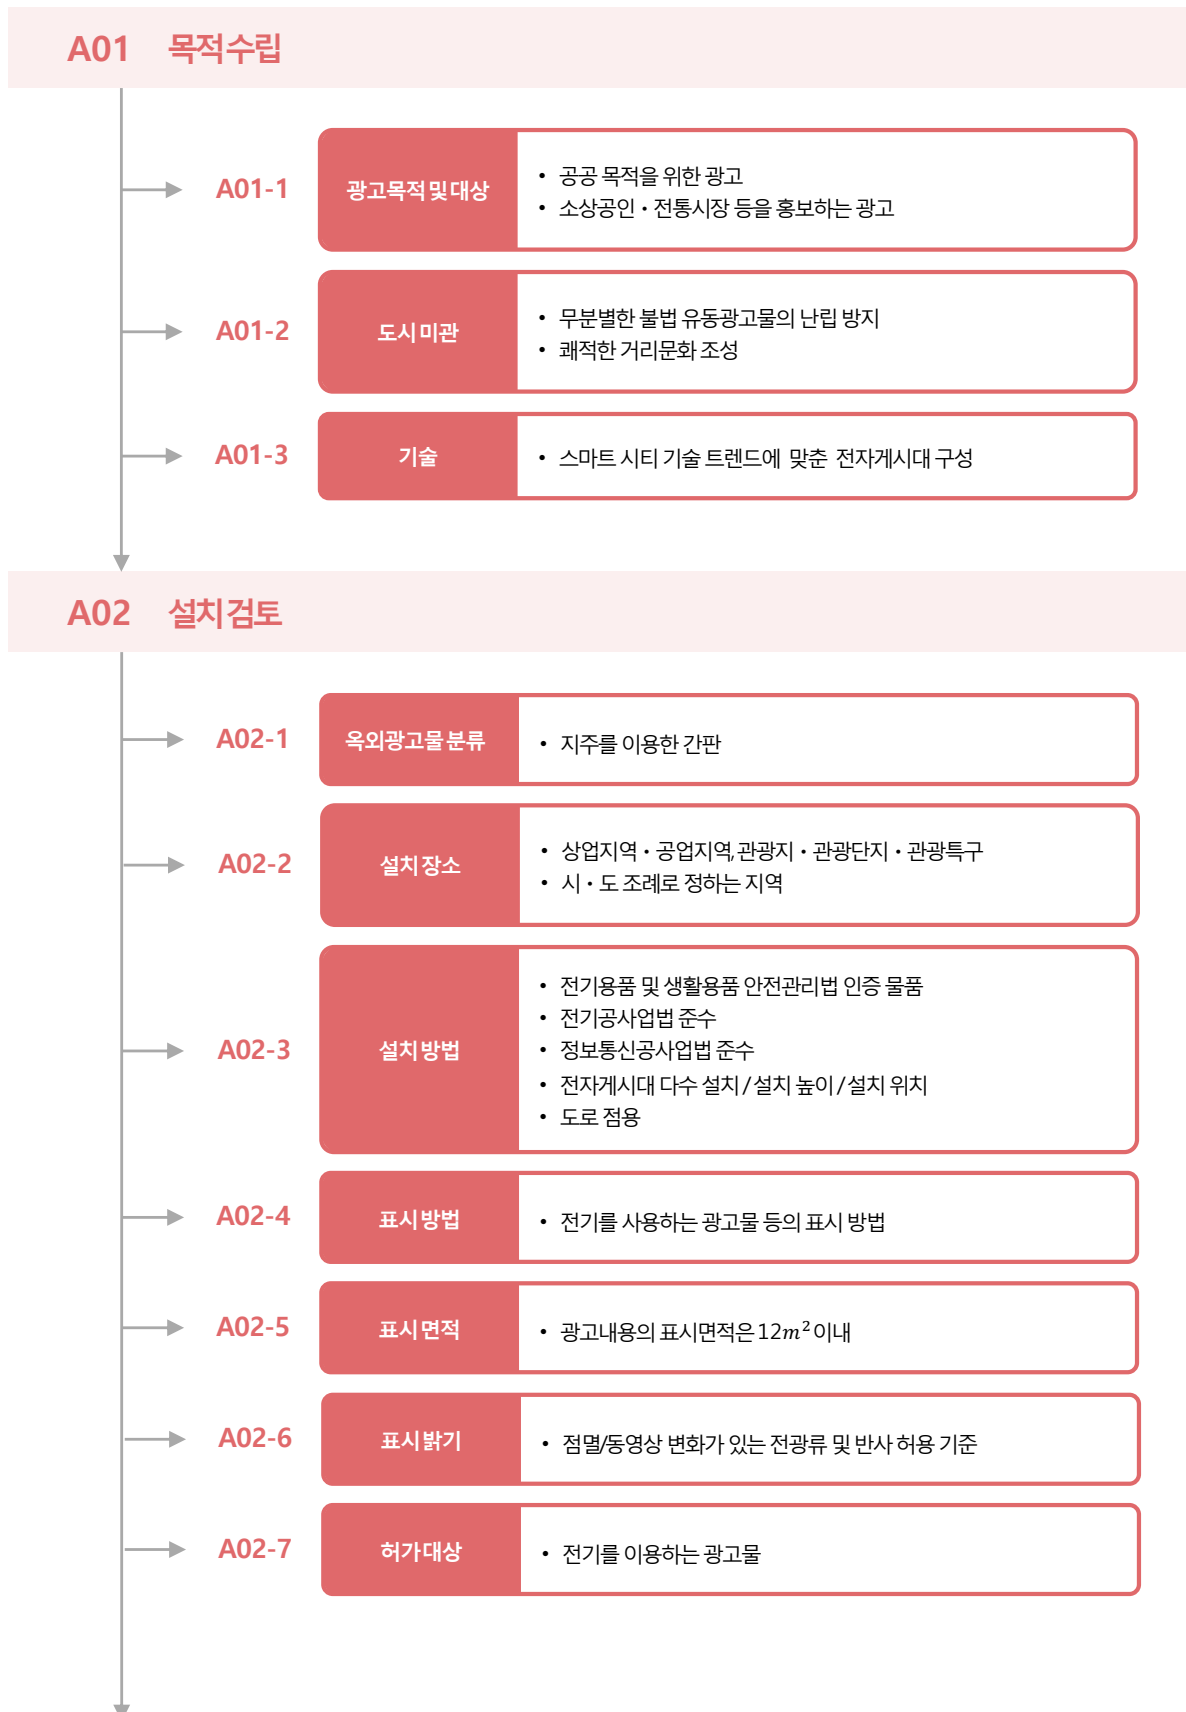 A01 목적 수립
A01-1 광고목적 및 대상
• 공공 목적을 위한 광고
• 소상공인・전통시장 등을 홍보하는 광고
A01-2 도시 미관
• 무분별한 불법 유동광고물의 난립 방지
• 쾌적한 거리문화 조성
A01-3 기술
• 스마트 시티 기술 트렌드에 맞춘 전자게시대 구성
A02 설치 검토
A02-1 옥외광고물 분류
• 지주를 이용한 간판
A02-2 설치 장소
• 상업지역・공업지역, 관광지・관광단지・관광특구
• 시・도 조례로 정하는 지역
A02-3 설치 방법
• 전기용품 및 생활용품 안전관리법 인증 물품
• 전기공사업법 준수
• 정보통신공사업법 준수
• 전자게시대 다수 설치 / 설치 높이 / 설치 위치
• 도로 점용
A02-4 표시 방법
• 전기를 사용하는 광고물 등의 표시 방법
A02-5 표시 면적
• 광고내용의 표시면적은 12m² 이내
A02-6 표시 밝기
• 점멸/동영상 변화가 있는 전광류 및 반사 허용 기준
A02-7 허가 대상
• 전기를 이용하는 광고물